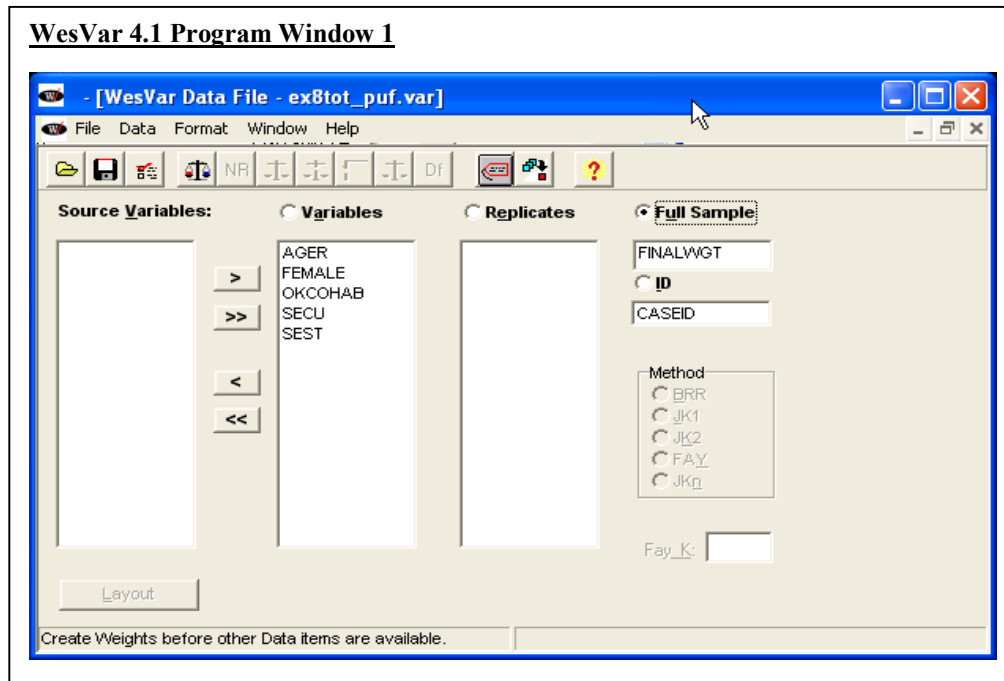 WesVar 4.1 Program Window 1
- [WesVar Data File - ex8tot_puf.var]
File Data Format Window Help
NR Df ?
Source Variables: Variables Replicates Full Sample
AGER
FEMALE
OKCOHAB
SECU
SEST
>
>>
<
<<
FINALWGT
ID
CASEID
Method
BRR
JK1
JK2
FAY
JKn
Fay_K:
Layout
Create Weights before other Data items are available.